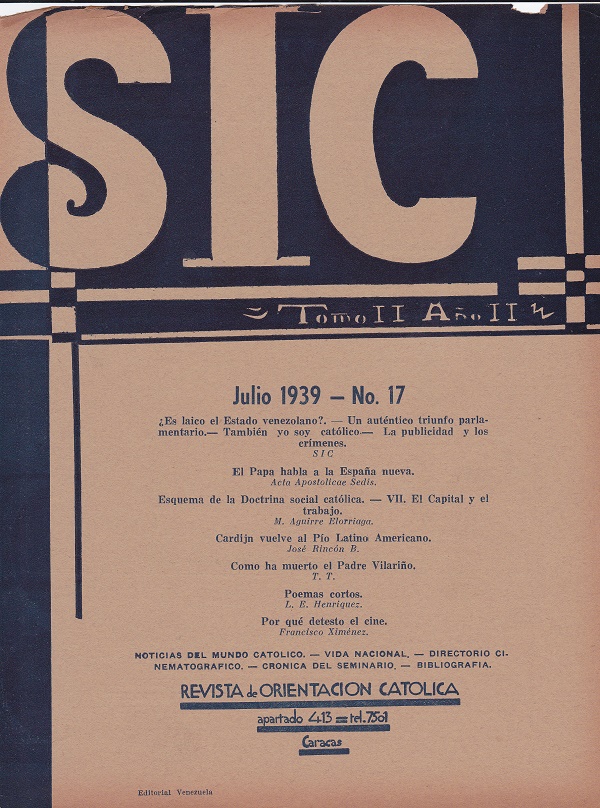 SIC
Tomo II Año II
Julio 1939 — No. 17
¿Es laico el Estado venezolano?. — Un auténtico triunfo parla-
mentario.— También yo soy católico.— La publicidad y los
crímenes.
SIC
El Papa habla a la España nueva.
Acta Apostolicae Sedis.
Esquema de la Doctrina social católica. — VII. El Capital y el
trabajo.
M. Aguirre Elorriaga.
Cardijn vuelve al Pío Latino Americano.
José Rincón B.
Como ha muerto el Padre Vilariño.
T. T.
Poemas cortos.
L. E. Henríquez.
Por qué detesto el cine.
Francisco Ximénez.
NOTICIAS DEL MUNDO CATOLICO. — VIDA NACIONAL. — DIRECTORIO CI-
NEMATOGRAFICO. — CRONICA DEL SEMINARIO. — BIBLIOGRAFIA.
REVISTA de ORIENTACION CATOLICA
apartado 413 = tel. 7501
Caracas
Editorial Venezuela